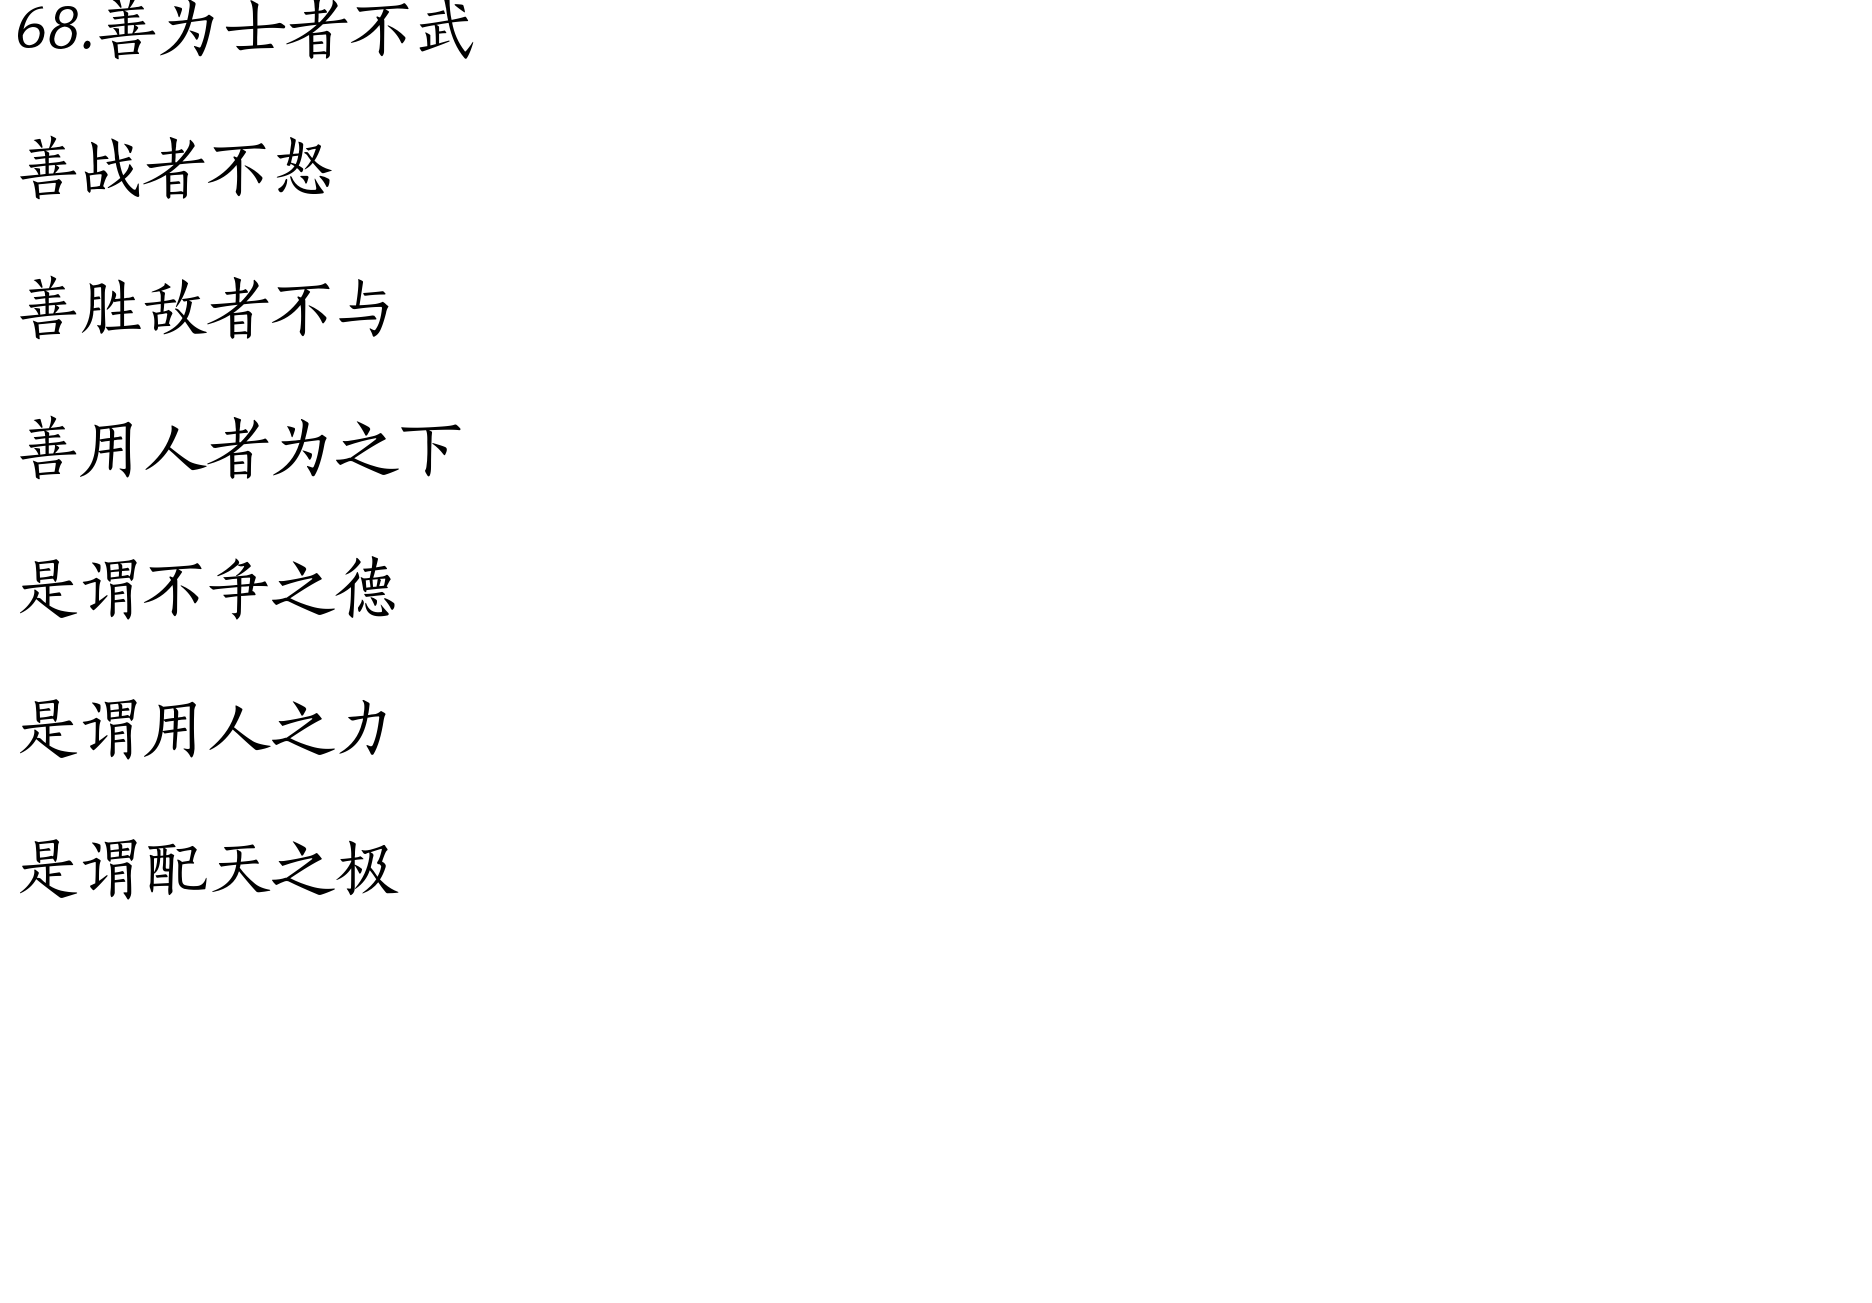 68.善为士者不武
善战者不怒
善胜敌者不与
善用人者为之下
是谓不争之德
是谓用人之力
是谓配天之极